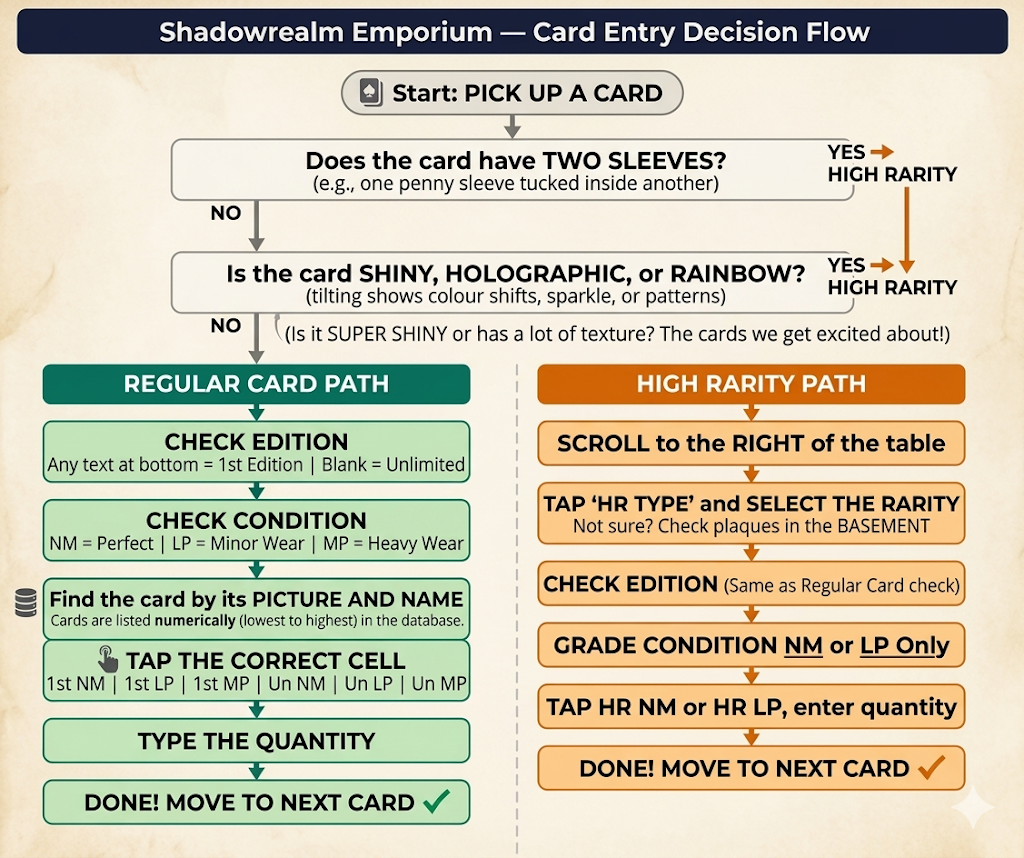 Shadowrealm Emporium — Card Entry Decision Flow
Start: PICK UP A CARD
Does the card have TWO SLEEVES?
(e.g., one penny sleeve tucked inside another)
YES
HIGH RARITY
NO
Is the card SHINY, HOLOGRAPHIC, or RAINBOW?
(tilting shows colour shifts, sparkle, or patterns)
YES
HIGH RARITY
NO
(Is it SUPER SHINY or has a lot of texture? The cards we get excited about!)
REGULAR CARD PATH
CHECK EDITION
Any text at bottom = 1st Edition | Blank = Unlimited
CHECK CONDITION
NM = Perfect | LP = Minor Wear | MP = Heavy Wear
Find the card by its PICTURE AND NAME
Cards are listed numerically (lowest to highest) in the database.
TAP THE CORRECT CELL
1st NM | 1st LP | 1st MP | Un NM | Un LP | Un MP
TYPE THE QUANTITY
DONE! MOVE TO NEXT CARD
HIGH RARITY PATH
SCROLL to the RIGHT of the table
TAP ‘HR TYPE’ and SELECT THE RARITY
Not sure? Check plaques in the BASEMENT
CHECK EDITION (Same as Regular Card check)
GRADE CONDITION NM or LP Only
TAP HR NM or HR LP, enter quantity
DONE! MOVE TO NEXT CARD